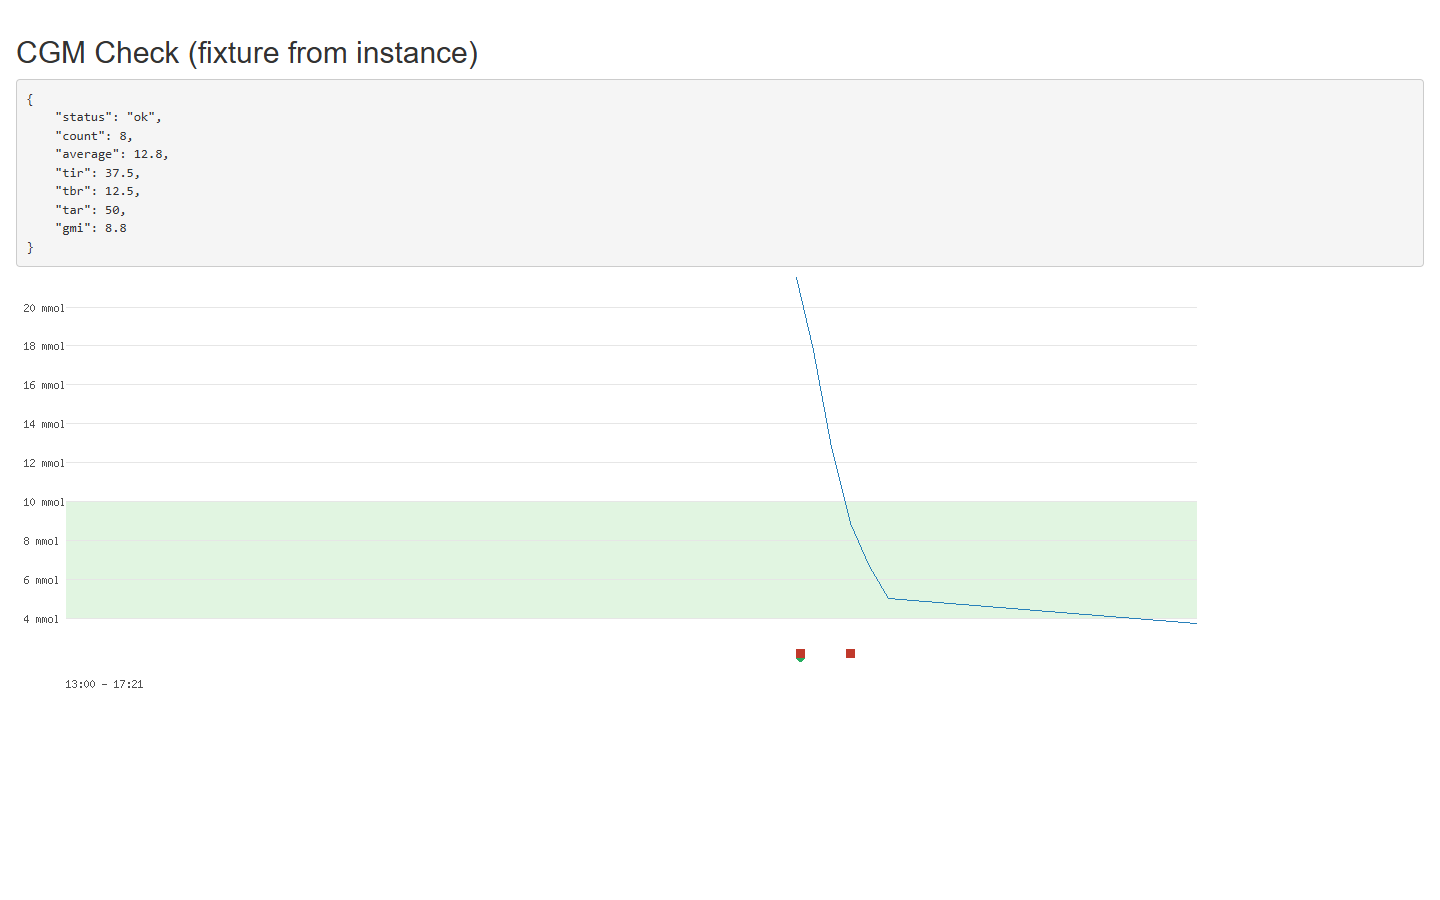 CGM Check (fixture from instance)
{
    "status": "ok",
    "count": 8,
    "average": 12.8,
    "tir": 37.5,
    "tbr": 12.5,
    "tar": 50,
    "gmi": 8.8
}
20 mmol
18 mmol
16 mmol
14 mmol
12 mmol
10 mmol
8 mmol
6 mmol
4 mmol
13:00 – 17:21